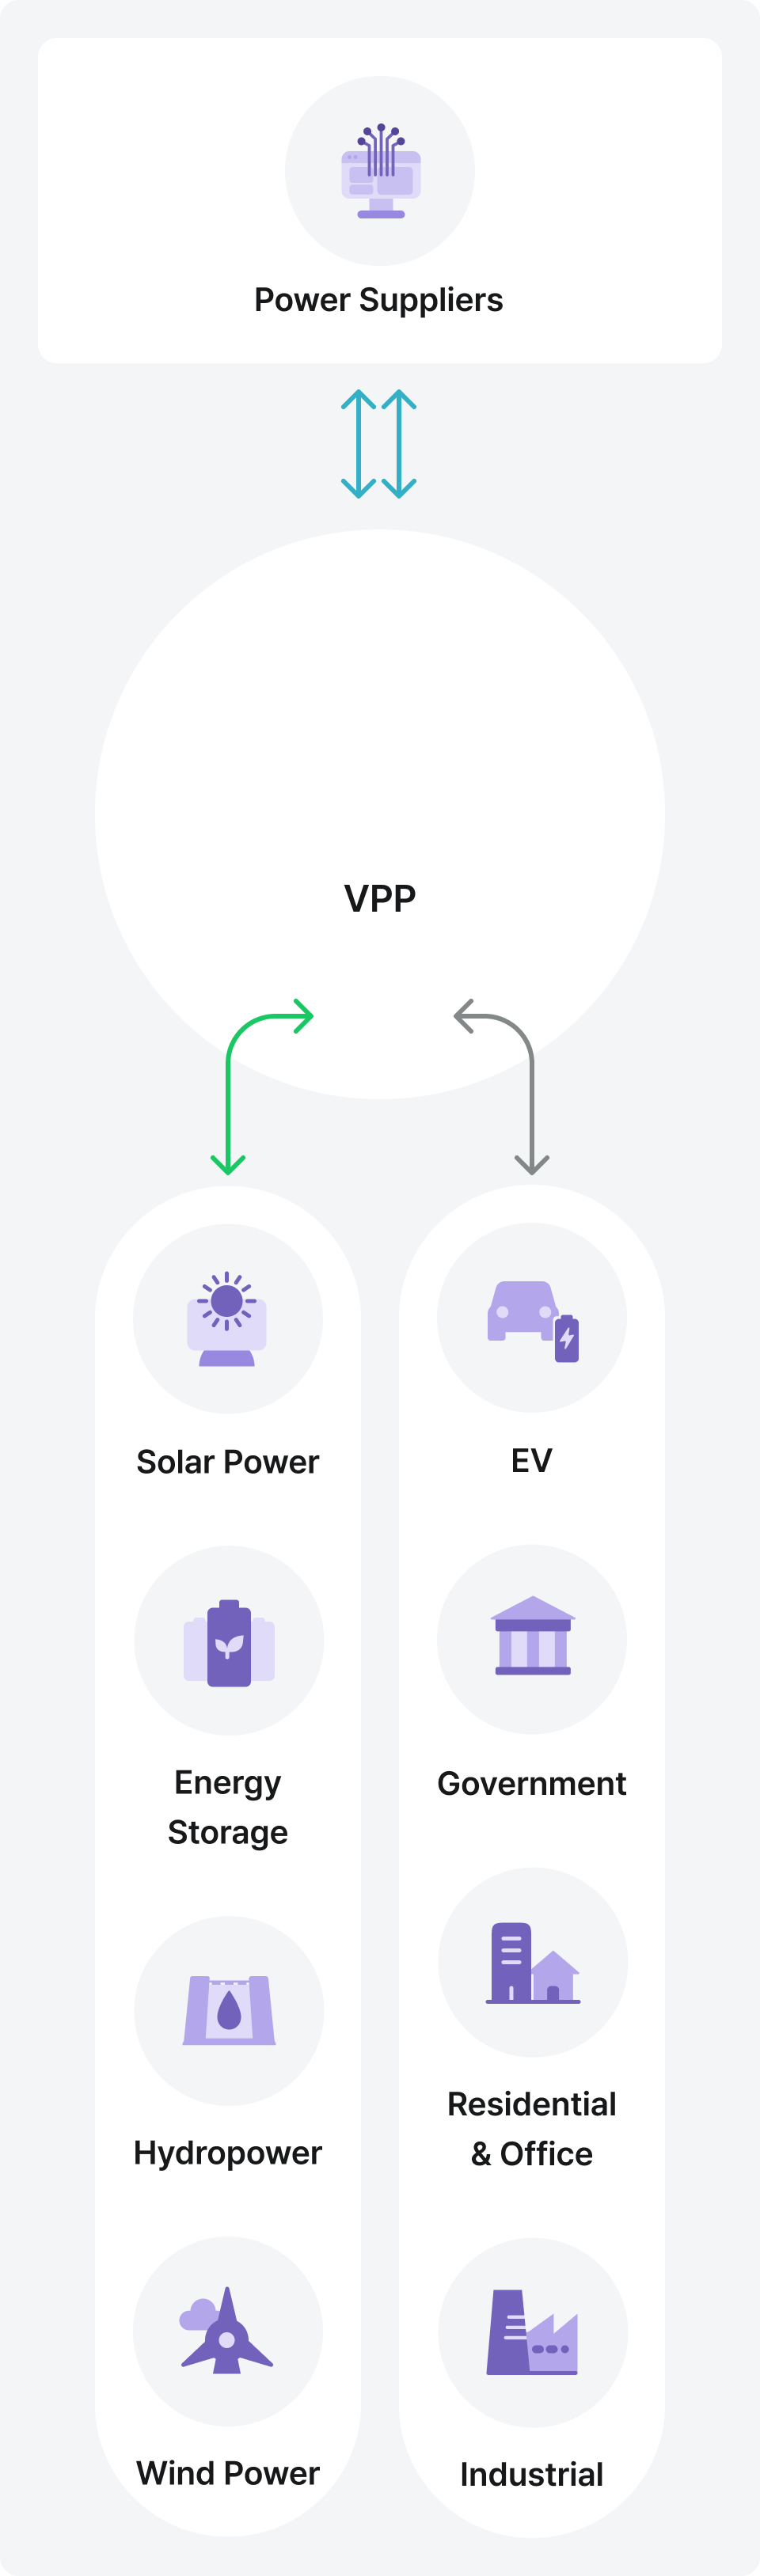 Power Suppliers
VPP
Solar Power
Energy
Storage
Hydropower
Wind Power
EV
Government
Residential
& Office
Industrial